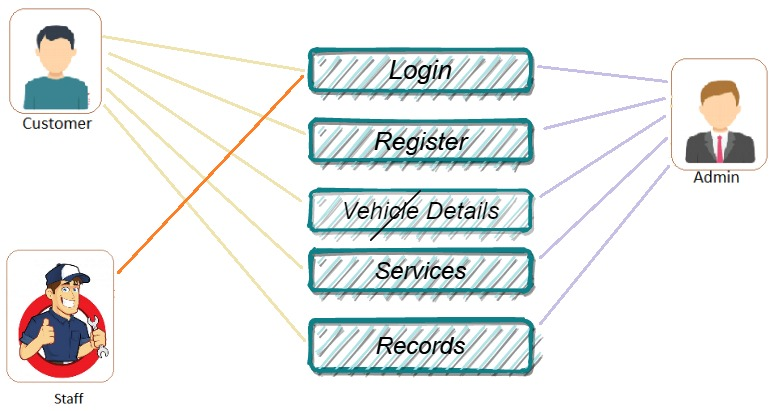 Customer
Login
Register
Vehicle Details
Services
Records
Admin
Staff